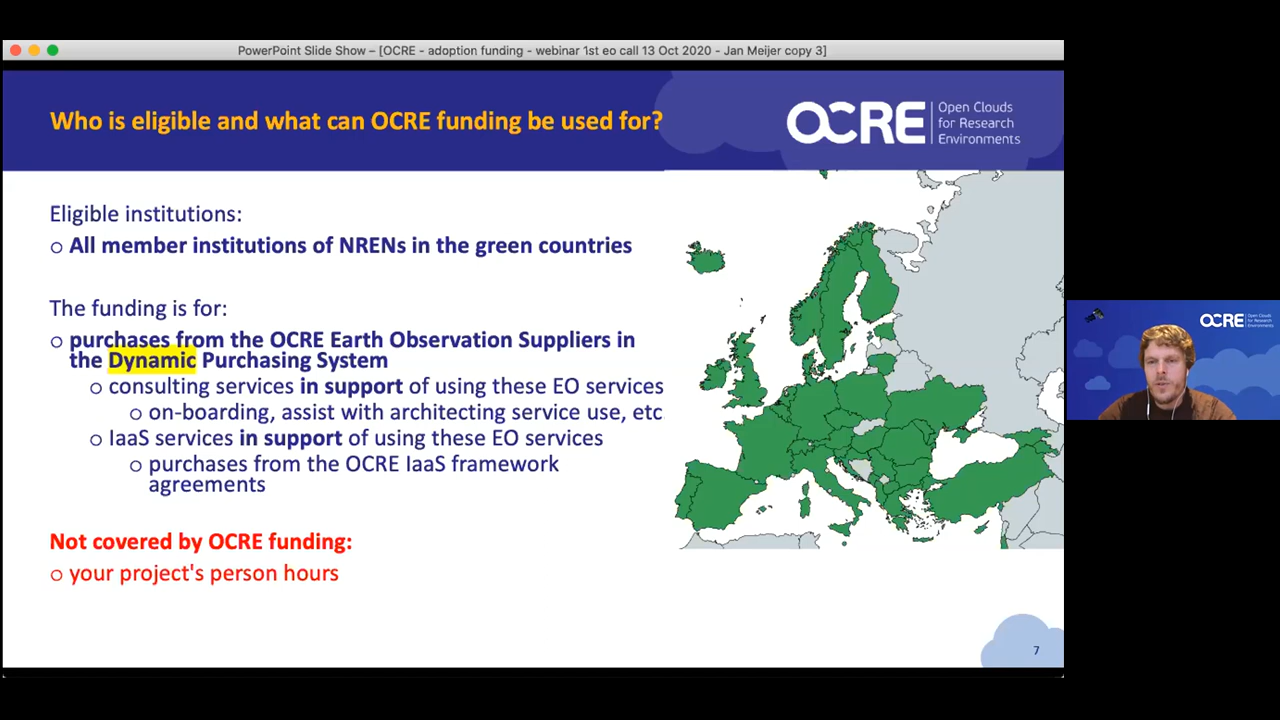 PowerPoint Slide Show – [OCRE - adoption funding - webinar 1st eo call 13 Oct 2020 - Jan Meijer copy 3]
Who is eligible and what can OCRE funding be used for?
OCRE
Open Clouds
for Research
Environments
Eligible institutions:
o All member institutions of NRENs in the green countries
The funding is for:
o purchases from the OCRE Earth Observation Suppliers in
the Dynamic Purchasing System
o consulting services in support of using these EO services
o on-boarding, assist with architecting service use, etc.
o IaaS services in support of using these EO services
o purchases from the OCRE IaaS framework
agreements
Not covered by OCRE funding:
o your project's person hours
7
OCRE
Open Clouds
for Research
Environments